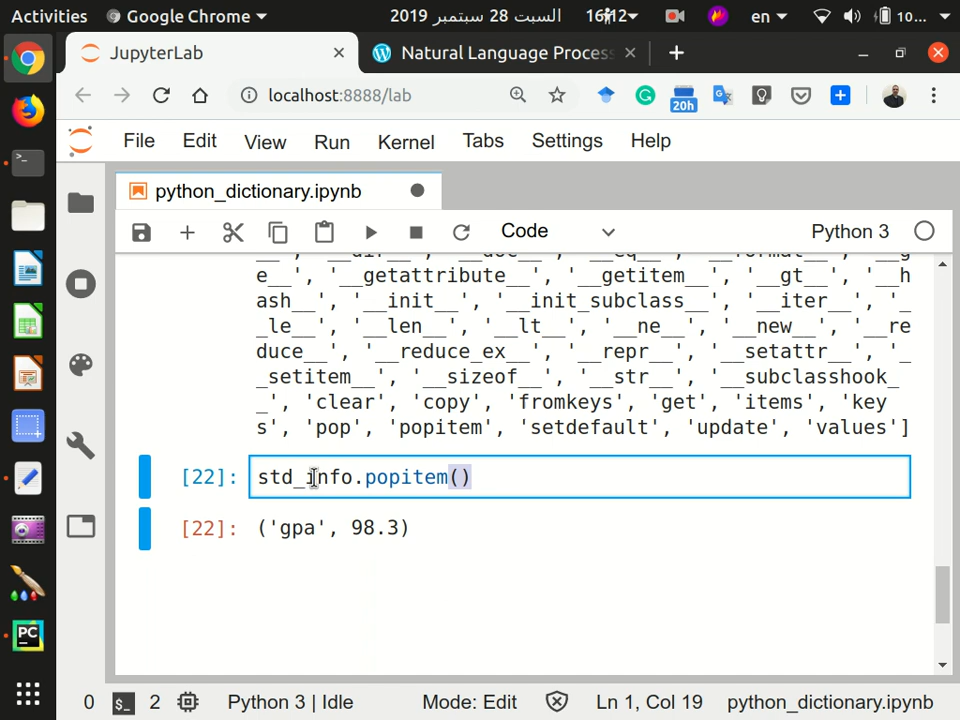 Activities Google Chrome السبت 28 سبتمبر 2019 en 10...
JupyterLab Natural Language Process
localhost:8888/lab 20h
File Edit View Run Kernel Tabs Settings Help
python_dictionary.ipynb
Code Python 3
e__', '__getattribute__', '__getitem__', '__gt__', '__h
ash__', '__init__', '__init_subclass__', '__iter__', '_
_le__', '__len__', '__lt__', '__ne__', '__new__', '__re
duce__', '__reduce_ex__', '__repr__', '__setattr__', '_
_setitem__', '__sizeof__', '__str__', '__subclasshook_
_', 'clear', 'copy', 'fromkeys', 'get', 'items', 'key
s', 'pop', 'popitem', 'setdefault', 'update', 'values']
[22]: std_info.popitem()
[22]: ('gpa', 98.3)
PC
0 $_ 2 Python 3 | Idle Mode: Edit Ln 1, Col 19 python_dictionary.ipynb